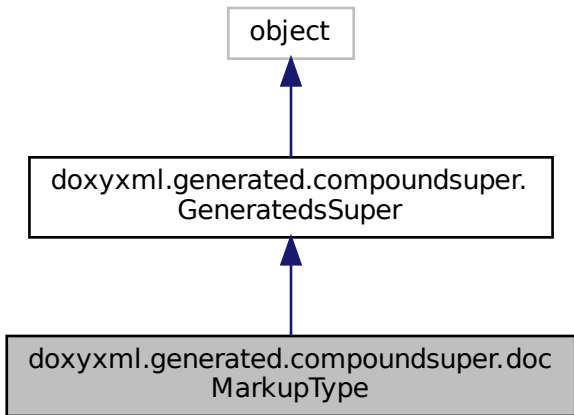 object
doxyxml.generated.compoundsuper.
GeneratedsSuper
doxyxml.generated.compoundsuper.doc
MarkupType